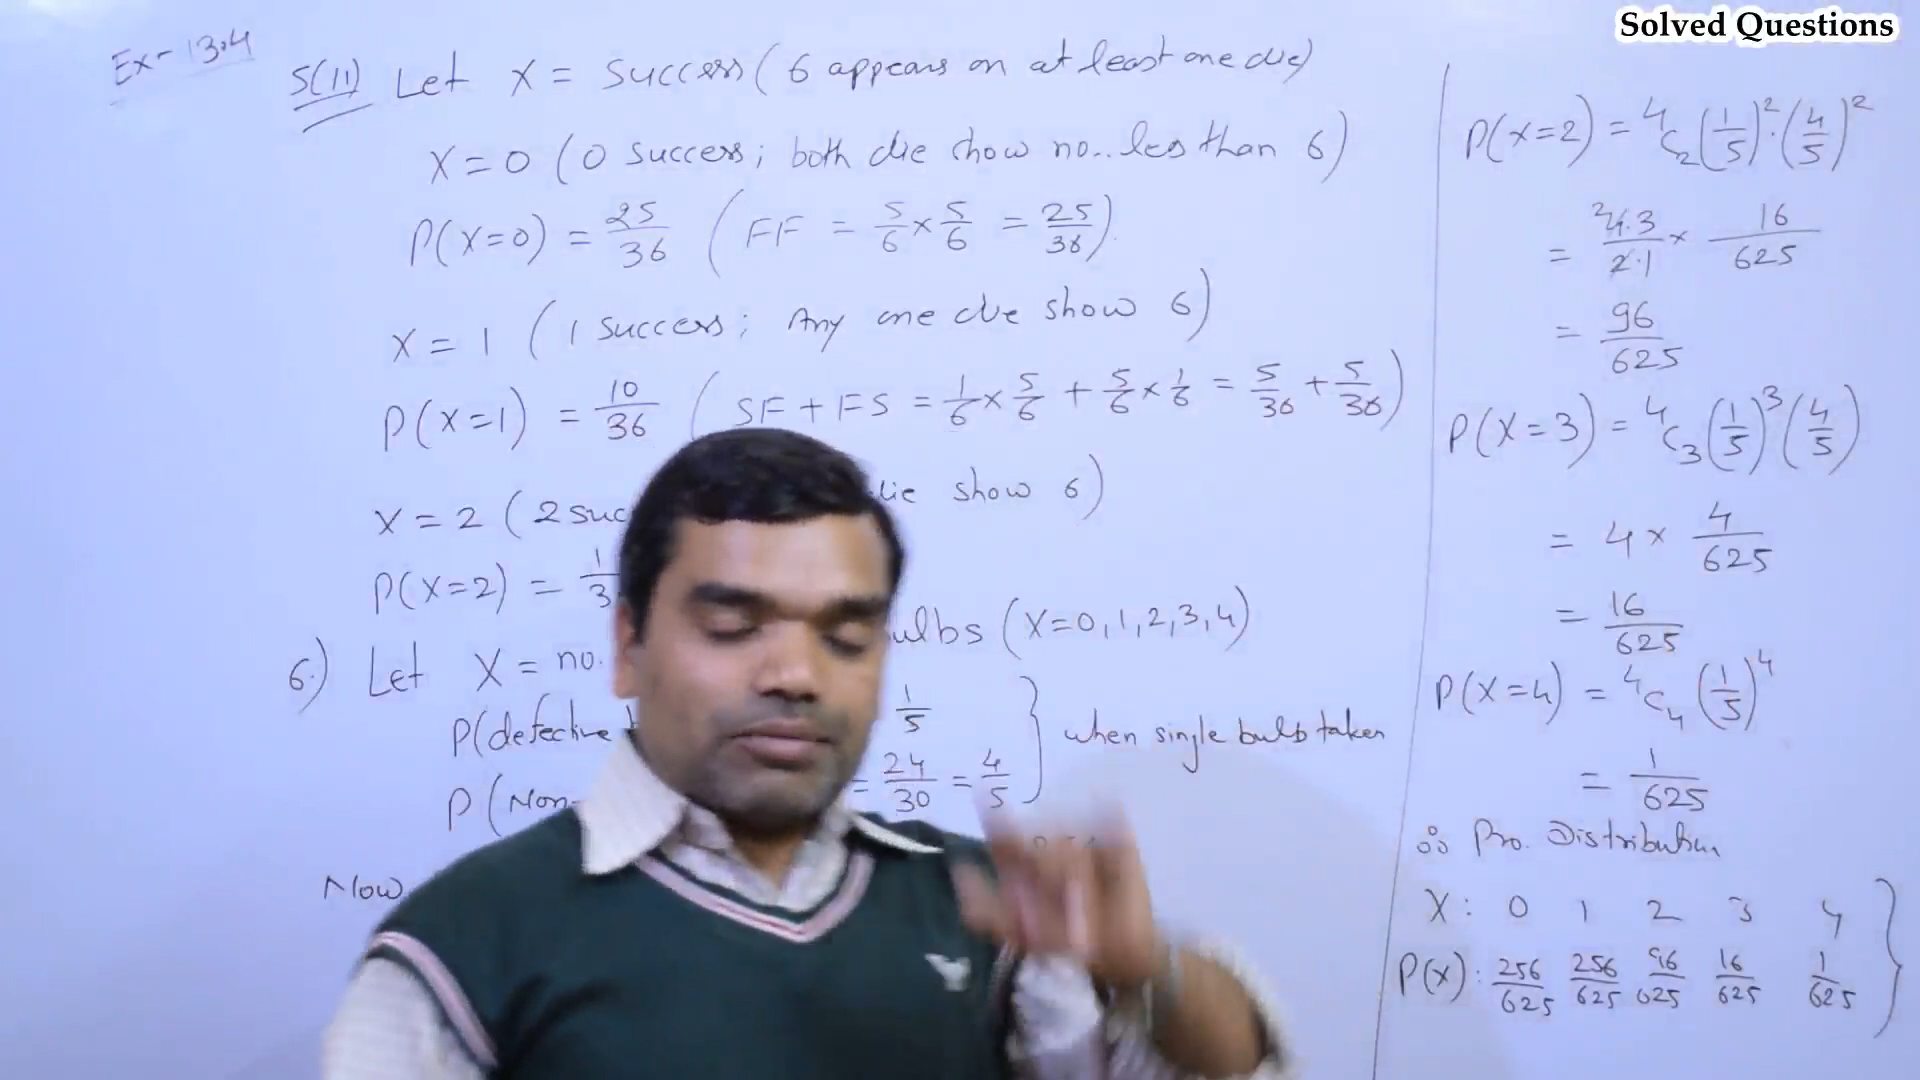 Solved Questions
Ex- 13.4
5(11) Let X = success (6 appears on at least one die)
X = 0 (0 success; both die show no.. les than 6)
P(X=0) = 25/36 (FF = 5/6 × 5/6 = 25/36)
X = 1 (1 success; Any one die show 6)
P(X=1) = 10/36 (SF + FS = 1/6 × 5/6 + 5/6 × 1/6 = 5/36 + 5/36)
X = 2 (2 suc die show 6)
P(X=2) = 1/3
6.) Let X = no. ulbs (X=0,1,2,3,4)
P(defective 1/5
P(Non- = 24/30 = 4/5 } when single bulb taken
Now
P(X=2) = ⁴C₂ (1/5)² · (4/5)²
= 4·3/2·1 × 16/625
= 96/625
P(X=3) = ⁴C₃ (1/5)³ (4/5)
= 4 × 4/625
= 16/625
P(X=4) = ⁴C₄ (1/5)⁴
= 1/625
∴ Pro. Distribution
X : 0 1 2 3 4
P(X) : 256/625 256/625 96/625 16/625 1/625